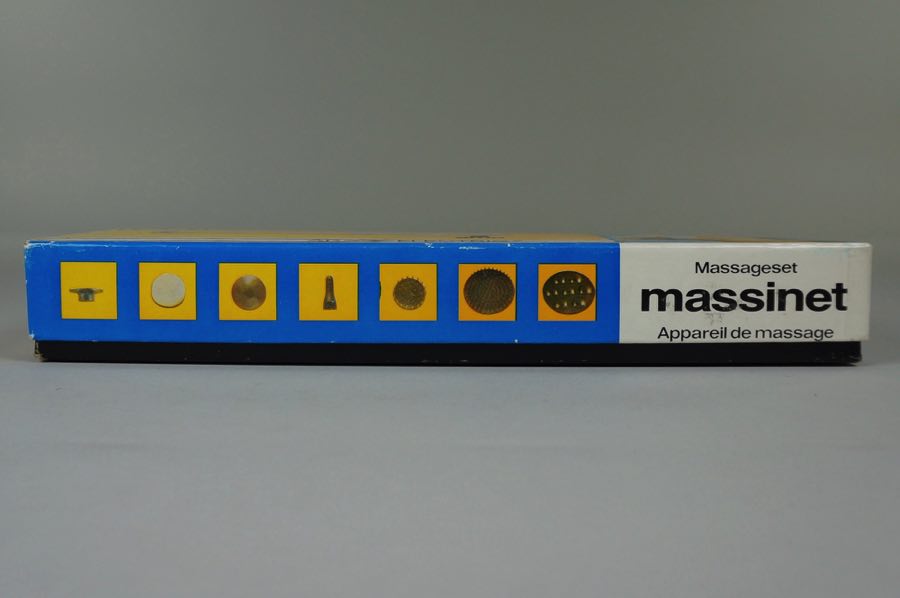 Massageset
massinet
Appareil de massage